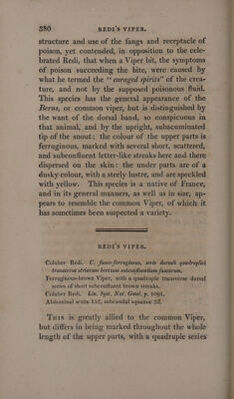 380 REDI'S VIPER.
structure and use of the fangs and receptacle of
poison, yet contended, in opposition to the cele-
brated Redi, that when a Viper bit, the symptoms
of poison succeeding the bite, were caused by
what he termed the "enraged spirits" of the crea-
ture, and not by the supposed poisonous fluid.
This species has the general appearance of the
Berus, or common viper, but is distinguished by
the want of the dorsal band, so conspicuous in
that animal, and by the upright, subacuminated
tip of the snout: the colour of the upper parts is
ferruginous, marked with several short, scattered,
and subconfluent letter-like streaks here and there
dispersed on the skin: the under parts are of a
dusky colour, with a steely lustre, and are speckled
with yellow. This species is a native of France,
and in its general manners, as well as in size, ap-
pears to resemble the common Viper, of which it
has sometimes been suspected a variety.
REDI'S VIPER.
Coluber Redi. C. fusco-ferrugineus, serie dorsali quadruplici
transversa striarum brevium subconfluentium fuscarum.
Ferruginous-brown Viper, with a quadruple transverse dorsal
series of short subconfluent brown streaks.
Coluber Redi. Lin. Syst. Nat. Gmel. p. 1091.
Abdominal scuta 152, subcaudal squamæ 32.
THIS is greatly allied to the common Viper,
but differs in being marked throughout the whole
length of the upper parts, with a quadruple series